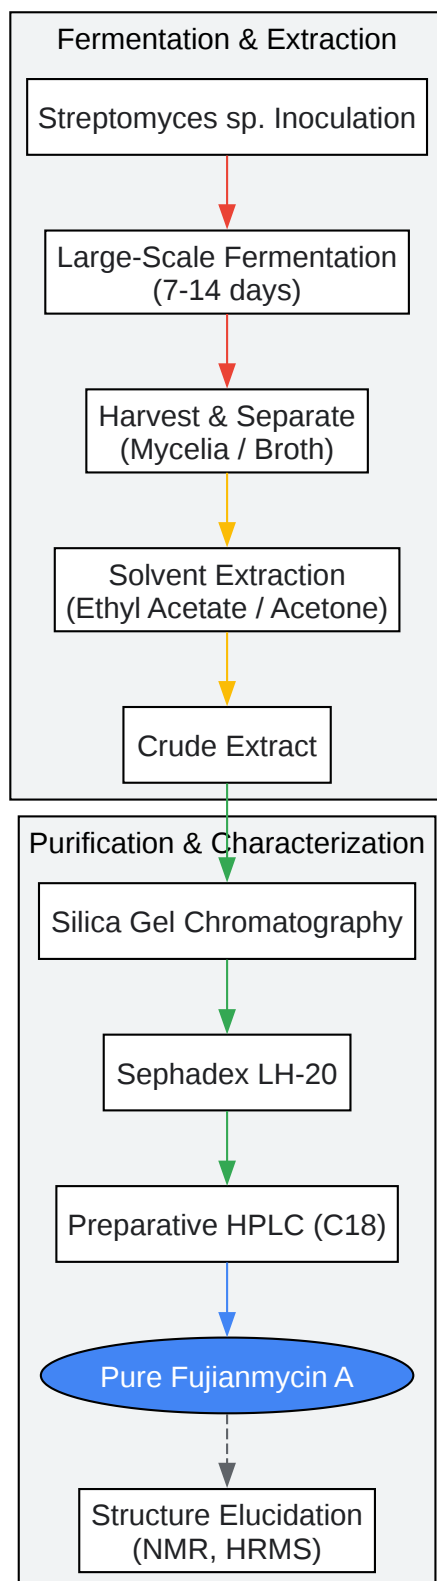 Fermentation & Extraction
Streptomyces sp. Inoculation
Large-Scale Fermentation
(7-14 days)
Harvest & Separate
(Mycelia / Broth)
Solvent Extraction
(Ethyl Acetate / Acetone)
Crude Extract
Purification & Characterization
Silica Gel Chromatography
Sephadex LH-20
Preparative HPLC (C18)
Pure Fujianmycin A
Structure Elucidation
(NMR, HRMS)